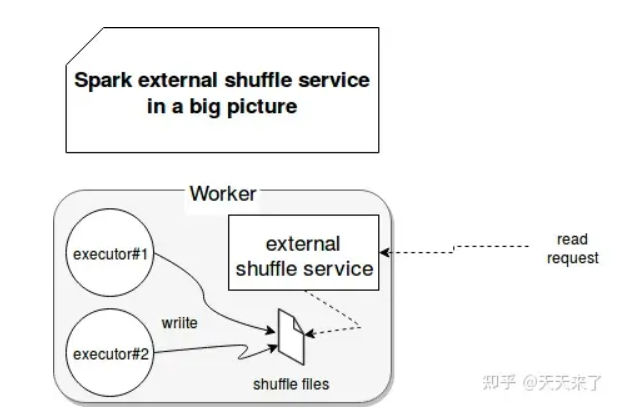 Spark external shuffle service
in a big picture
Worker
executor#1
external
shuffle service
read
request
wriite
executor#2
shuffle files
知乎 @天天来了